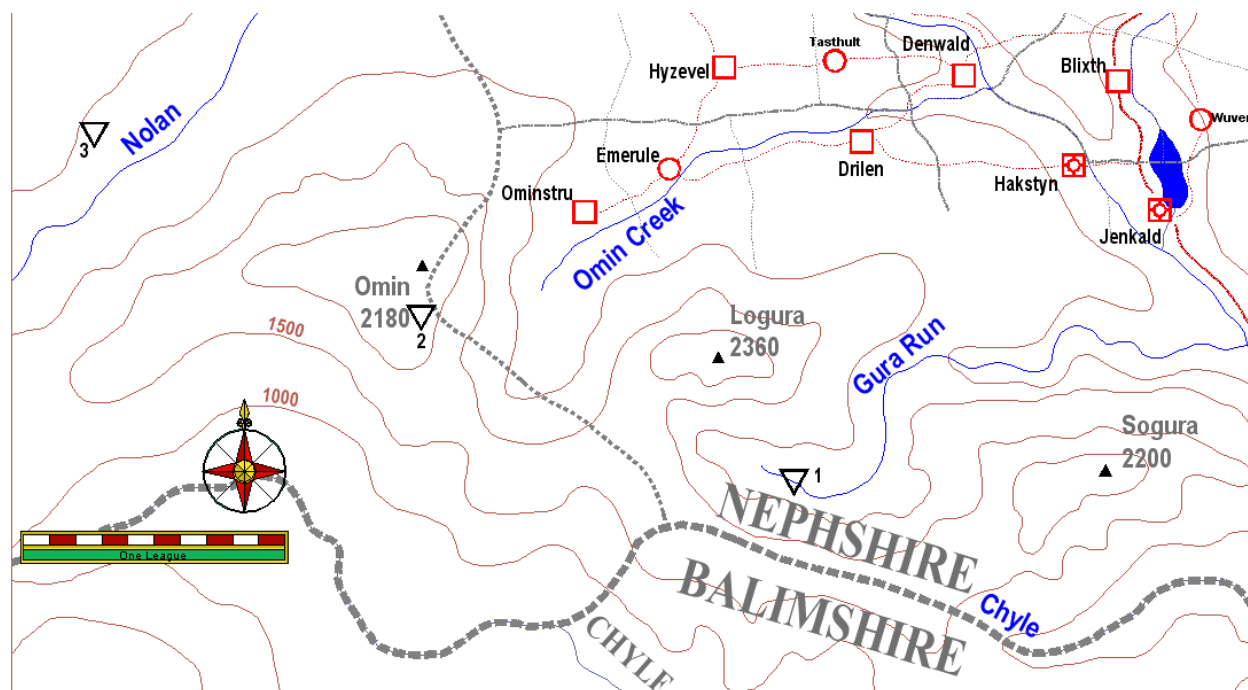 Tasthult
Denwald
Hyzevel
Blixth
Nolan
3
Wuver
Emerule
Drilen
Hakstyn
Ominstru
Omin Creek
Jenkald
Omin
2180
2
Logura
2360
1500
Gura Run
1000
Sogura
2200
1
NEPHSHIRE
One League
BALIMSHIRE
Chyle
CHYLE